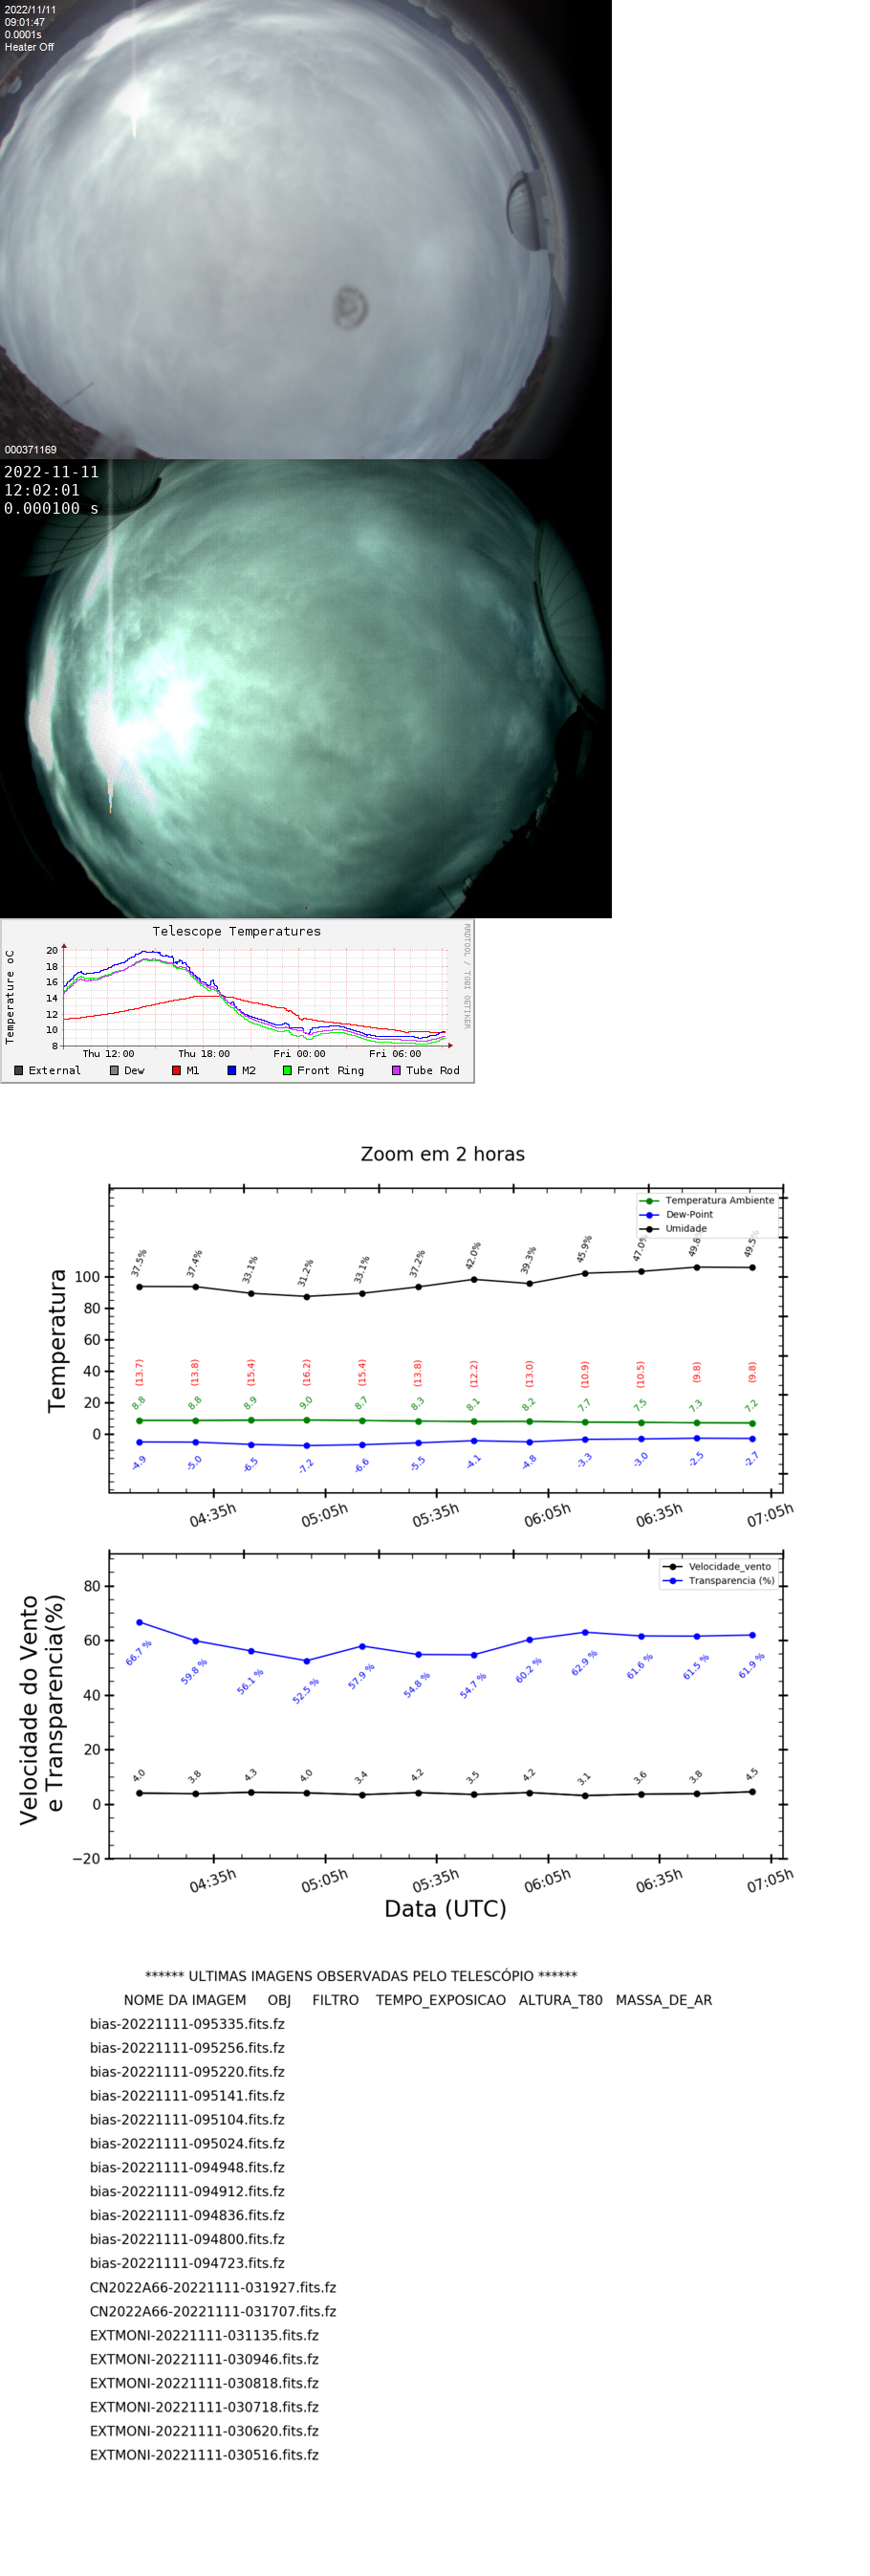 2022/11/11
09:01:47
0.0001s
Heater Off
000371169
2022-11-11
12:02:01
0.000100 s
Telescope Temperatures
RRDTOOL / TOBI OETIKER
Temperature oC
20
18
16
14
12
10
8
Thu 12:00 Thu 18:00 Fri 00:00 Fri 06:00
External Dew M1 M2 Front Ring Tube Rod
Zoom em 2 horas
Temperatura Ambiente
Dew-Point
Umidade
Temperatura
37.5% 37.4% 33.1% 31.2% 33.1% 37.2% 42.0% 39.3% 45.9% 47.0% 49.8% 49.5%
100
80
60
40
20
0
(13.7) (13.8) (15.4) (16.2) (15.4) (13.8) (12.2) (13.0) (10.9) (10.5) (9.8) (9.8)
8.8 8.8 8.9 9.0 8.7 8.3 8.1 8.2 7.7 7.5 7.3 7.2
-4.9 -5.0 -6.5 -7.2 -6.6 -5.5 -4.1 -4.8 -3.3 -3.0 -2.5 -2.7
04:35h 05:05h 05:35h 06:05h 06:35h 07:05h
Velocidade_vento
Transparencia (%)
Velocidade do Vento
e Transparencia(%)
80
60
40
20
0
−20
66.7 % 59.8 % 56.1 % 52.5 % 57.9 % 54.8 % 54.7 % 60.2 % 62.9 % 61.6 % 61.5 % 61.9 %
4.0 3.8 4.3 4.0 3.4 4.2 3.5 4.2 3.1 3.6 3.8 4.5
04:35h 05:05h 05:35h 06:05h 06:35h 07:05h
Data (UTC)
****** ULTIMAS IMAGENS OBSERVADAS PELO TELESCÓPIO ******
NOME DA IMAGEM OBJ FILTRO TEMPO_EXPOSICAO ALTURA_T80 MASSA_DE_AR
bias-20221111-095335.fits.fz
bias-20221111-095256.fits.fz
bias-20221111-095220.fits.fz
bias-20221111-095141.fits.fz
bias-20221111-095104.fits.fz
bias-20221111-095024.fits.fz
bias-20221111-094948.fits.fz
bias-20221111-094912.fits.fz
bias-20221111-094836.fits.fz
bias-20221111-094800.fits.fz
bias-20221111-094723.fits.fz
CN2022A66-20221111-031927.fits.fz
CN2022A66-20221111-031707.fits.fz
EXTMONI-20221111-031135.fits.fz
EXTMONI-20221111-030946.fits.fz
EXTMONI-20221111-030818.fits.fz
EXTMONI-20221111-030718.fits.fz
EXTMONI-20221111-030620.fits.fz
EXTMONI-20221111-030516.fits.fz